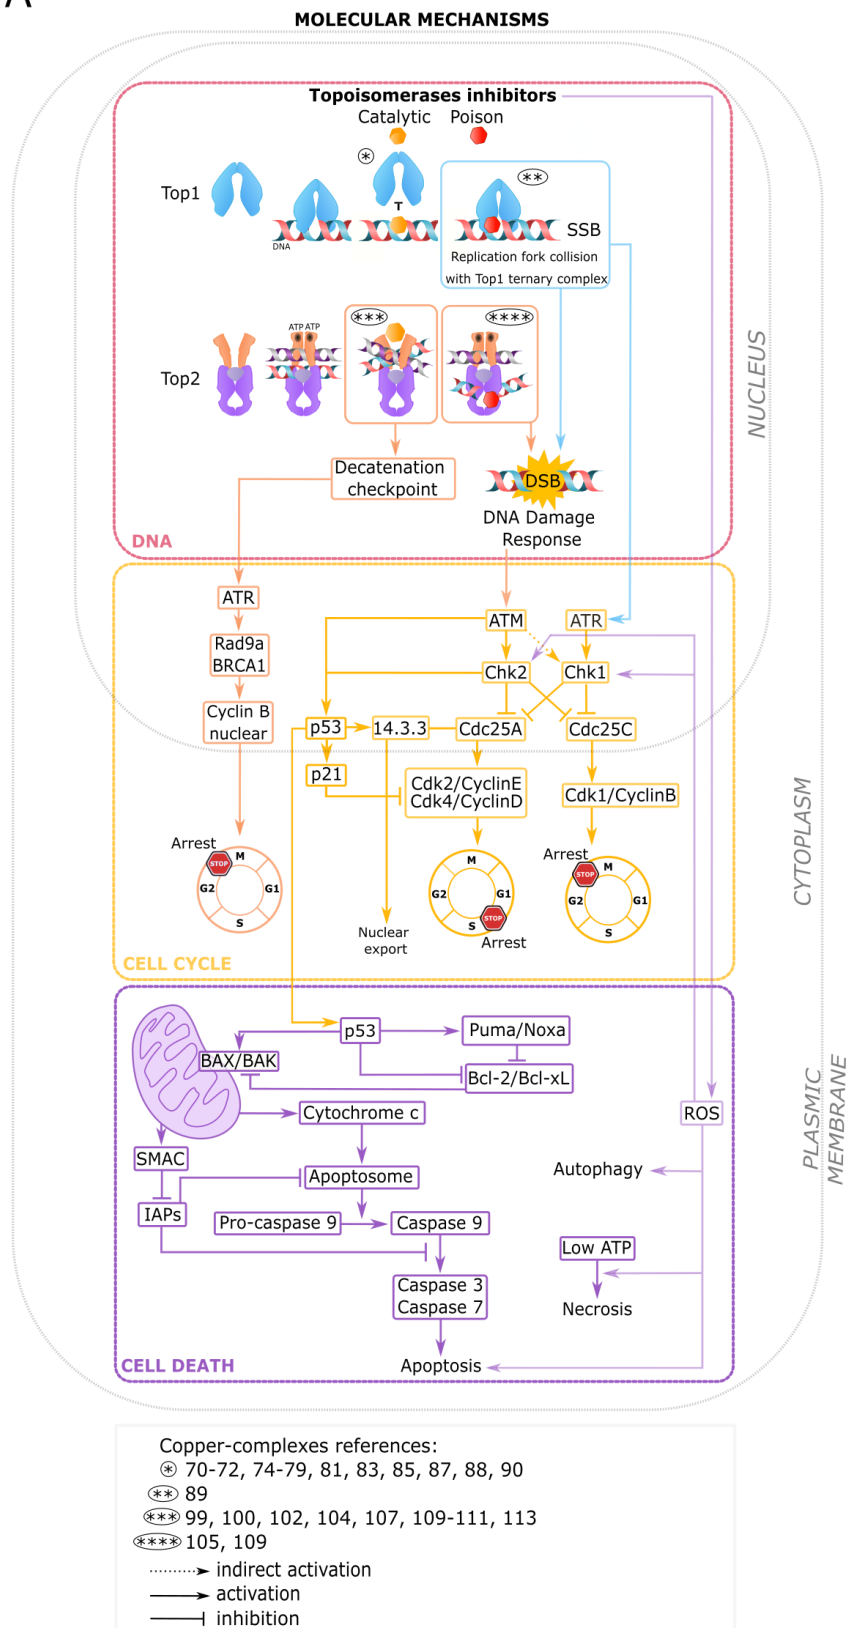 A
MOLECULAR MECHANISMS
Topoisomerases inhibitors
Catalytic Poison
*
**
Top1
T
SSB
DNA
Replication fork collision
with Top1 ternary complex
***
****
ATP ATP
Top2
Decatenation
checkpoint
DSB
DNA Damage
Response
DNA
NUCLEUS
ATR
ATM
ATR
Rad9a
BRCA1
Chk2
Chk1
Cyclin B
nuclear
p53
14.3.3
Cdc25A
Cdc25C
p21
Cdk2/CyclinE
Cdk4/CyclinD
Cdk1/CyclinB
CYTOPLASM
Arrest
STOP
M
G2
G1
S
M
G2
G1
S
STOP
Arrest
Arrest
STOP
M
G2
G1
S
Nuclear
export
CELL CYCLE
p53
Puma/Noxa
BAX/BAK
Bcl-2/Bcl-xL
Cytochrome c
ROS
PLASMIC
MEMBRANE
SMAC
Apoptosome
Autophagy
IAPs
Pro-caspase 9
Caspase 9
Low ATP
Caspase 3
Caspase 7
Necrosis
Apoptosis
CELL DEATH
Copper-complexes references:
* 70-72, 74-79, 81, 83, 85, 87, 88, 90
** 89
*** 99, 100, 102, 104, 107, 109-111, 113
**** 105, 109
indirect activation
activation
inhibition